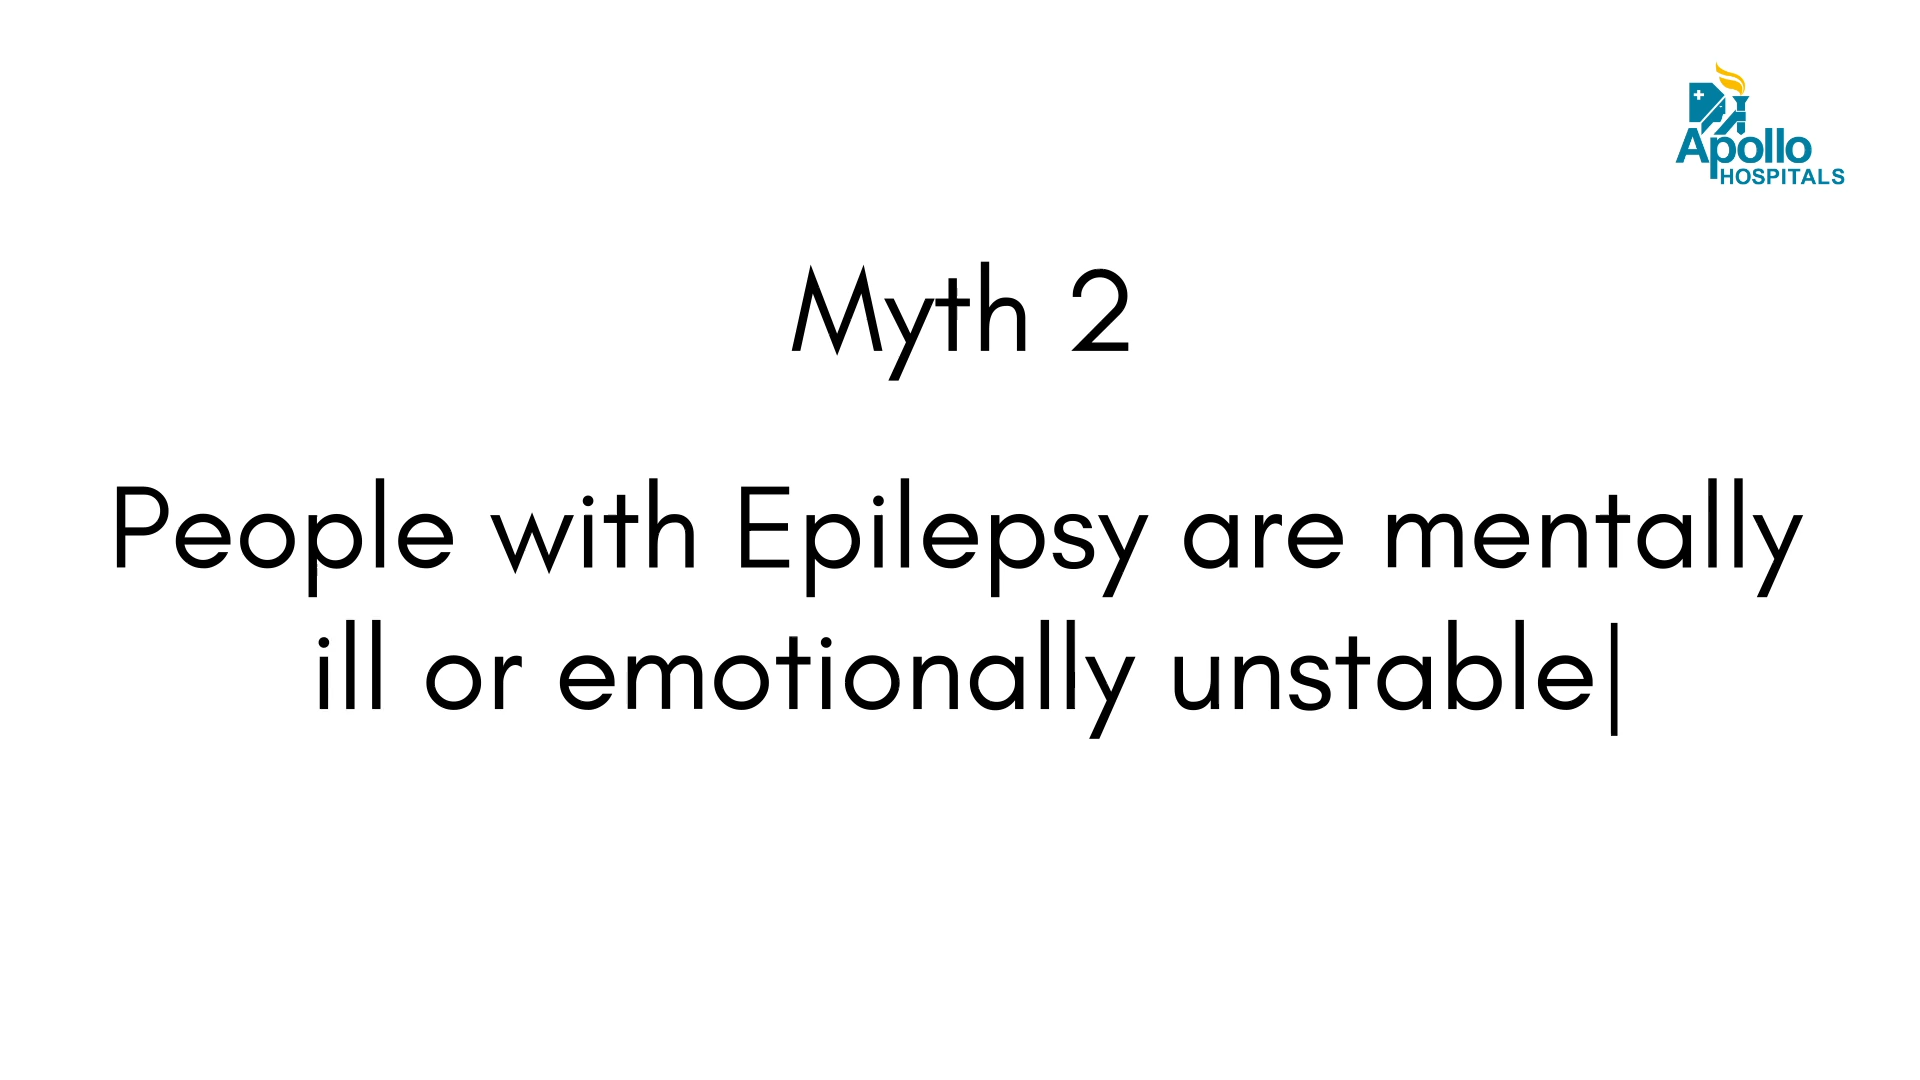 Apollo
HOSPITALS
Myth 2
People with Epilepsy are mentally
ill or emotionally unstable|